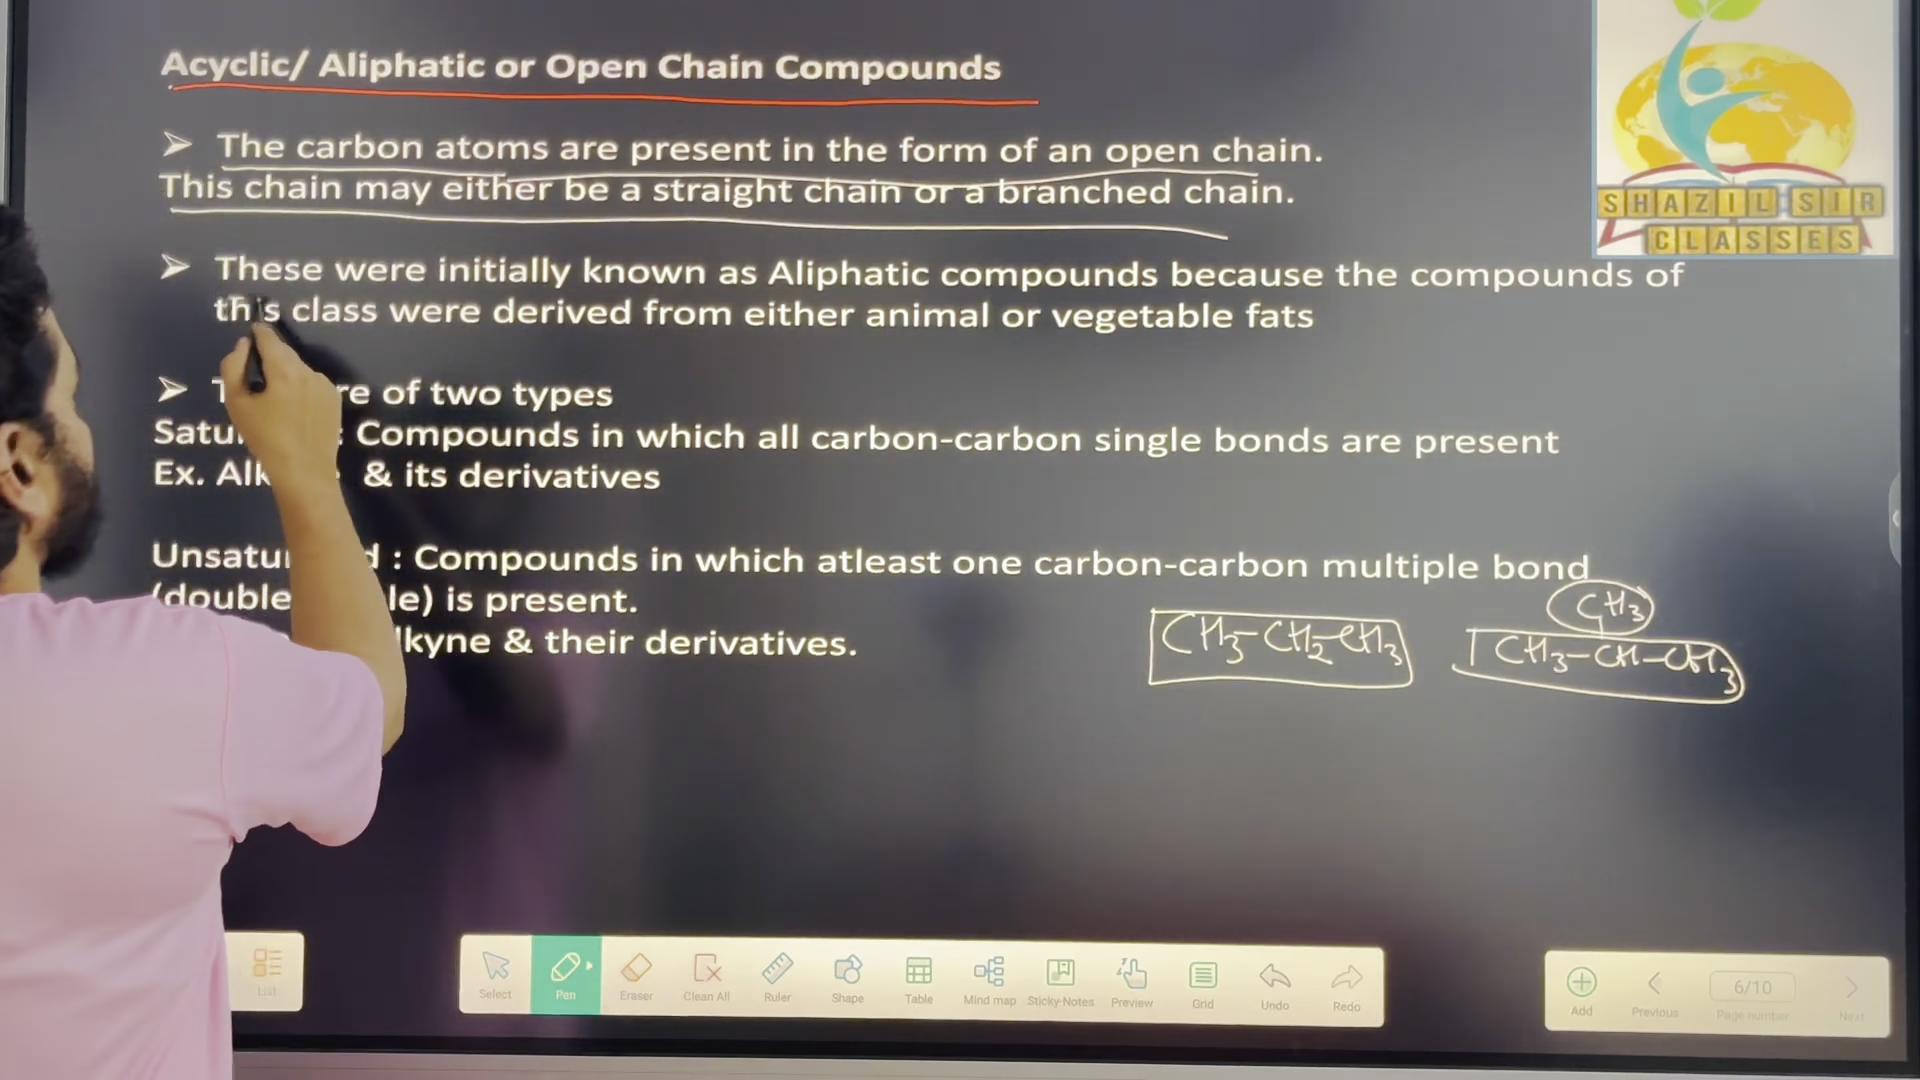 Acyclic/ Aliphatic or Open Chain Compounds
➢ The carbon atoms are present in the form of an open chain.
This chain may either be a straight chain or a branched chain.
➢ These were initially known as Aliphatic compounds because the compounds of
this class were derived from either animal or vegetable fats
➢ of two types
: Compounds in which all carbon-carbon single bonds are present
Ex. & its derivatives
: Compounds in which atleast one carbon-carbon multiple bond
(double is present.
& their derivatives.
CH3-CH2-CH3
CH3
CH3-CH-CH3
SHAZIL SIR
CLASSES
List
Select
Pen
Eraser
Clean All
Ruler
Shape
Table
Mind map
Sticky-Notes
Preview
Grid
Undo
Redo
Add
Previous
6/10
Page number
Next